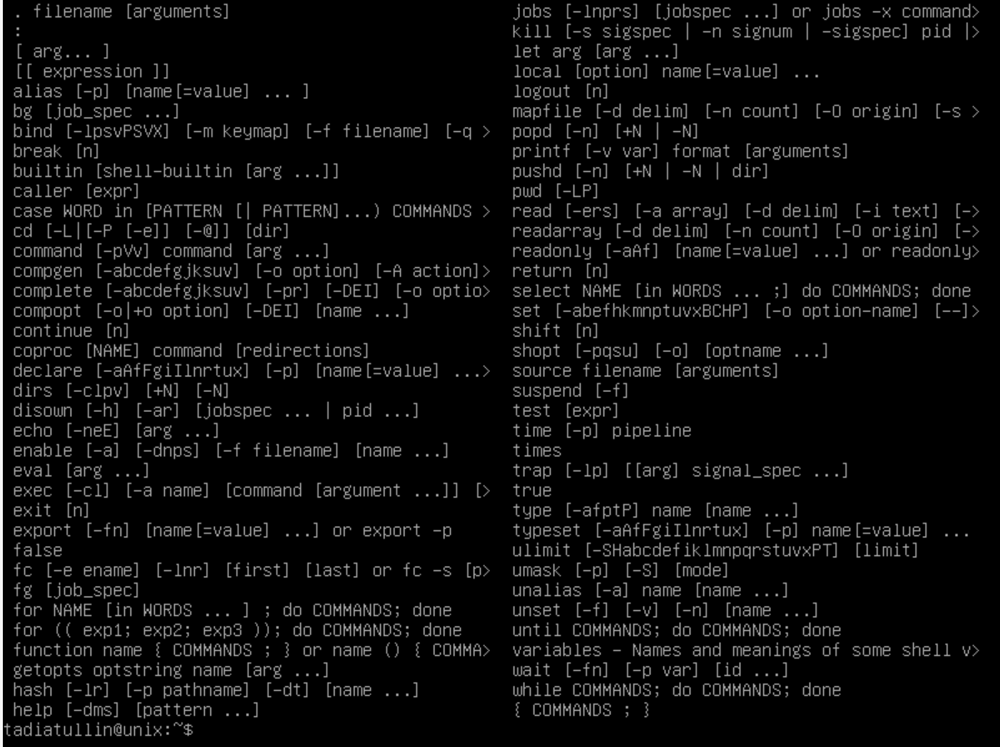 . filename [arguments]
:
[ arg... ]
[[ expression ]]
alias [-p] [name[=value] ... ]
bg [job_spec ...]
bind [-lpsvPSVX] [-m keymap] [-f filename] [-q >
break [n]
builtin [shell-builtin [arg ...]]
caller [expr]
case WORD in [PATTERN [| PATTERN]...) COMMANDS >
cd [-L|[-P [-e]] [-@]] [dir]
command [-pVv] command [arg ...]
compgen [-abcdefgjksuv] [-o option] [-A action]>
complete [-abcdefgjksuv] [-pr] [-DEI] [-o optio>
compopt [-o|+o option] [-DEI] [name ...]
continue [n]
coproc [NAME] command [redirections]
declare [-aAfFgiIlnrtux] [-p] [name[=value] ...>
dirs [-clpv] [+N] [-N]
disown [-h] [-ar] [jobspec ... | pid ...]
echo [-neE] [arg ...]
enable [-a] [-dnps] [-f filename] [name ...]
eval [arg ...]
exec [-cl] [-a name] [command [argument ...]] [>
exit [n]
export [-fn] [name[=value] ...] or export -p
false
fc [-e ename] [-lnr] [first] [last] or fc -s [p>
fg [job_spec]
for NAME [in WORDS ... ] ; do COMMANDS; done
for (( exp1; exp2; exp3 )); do COMMANDS; done
function name { COMMANDS ; } or name () { COMMA>
getopts optstring name [arg ...]
hash [-lr] [-p pathname] [-dt] [name ...]
help [-dms] [pattern ...]
jobs [-lnprs] [jobspec ...] or jobs -x command>
kill [-s sigspec | -n signum | -sigspec] pid |>
let arg [arg ...]
local [option] name[=value] ...
logout [n]
mapfile [-d delim] [-n count] [-O origin] [-s >
popd [-n] [+N | -N]
printf [-v var] format [arguments]
pushd [-n] [+N | -N | dir]
pwd [-LP]
read [-ers] [-a array] [-d delim] [-i text] [->
readarray [-d delim] [-n count] [-O origin] [->
readonly [-aAf] [name[=value] ...] or readonly>
return [n]
select NAME [in WORDS ... ;] do COMMANDS; done
set [-abefhkmnptuvxBCHP] [-o option-name] [--]>
shift [n]
shopt [-pqsu] [-o] [optname ...]
source filename [arguments]
suspend [-f]
test [expr]
time [-p] pipeline
times
trap [-lp] [[arg] signal_spec ...]
true
type [-afptP] name [name ...]
typeset [-aAfFgiIlnrtux] [-p] name[=value] ...
ulimit [-SHabcdefiklmnpqrstuvxPT] [limit]
umask [-p] [-S] [mode]
unalias [-a] name [name ...]
unset [-f] [-v] [-n] [name ...]
until COMMANDS; do COMMANDS; done
variables - Names and meanings of some shell v>
wait [-fn] [-p var] [id ...]
while COMMANDS; do COMMANDS; done
{ COMMANDS ; }
tadiatullin@unix:~$